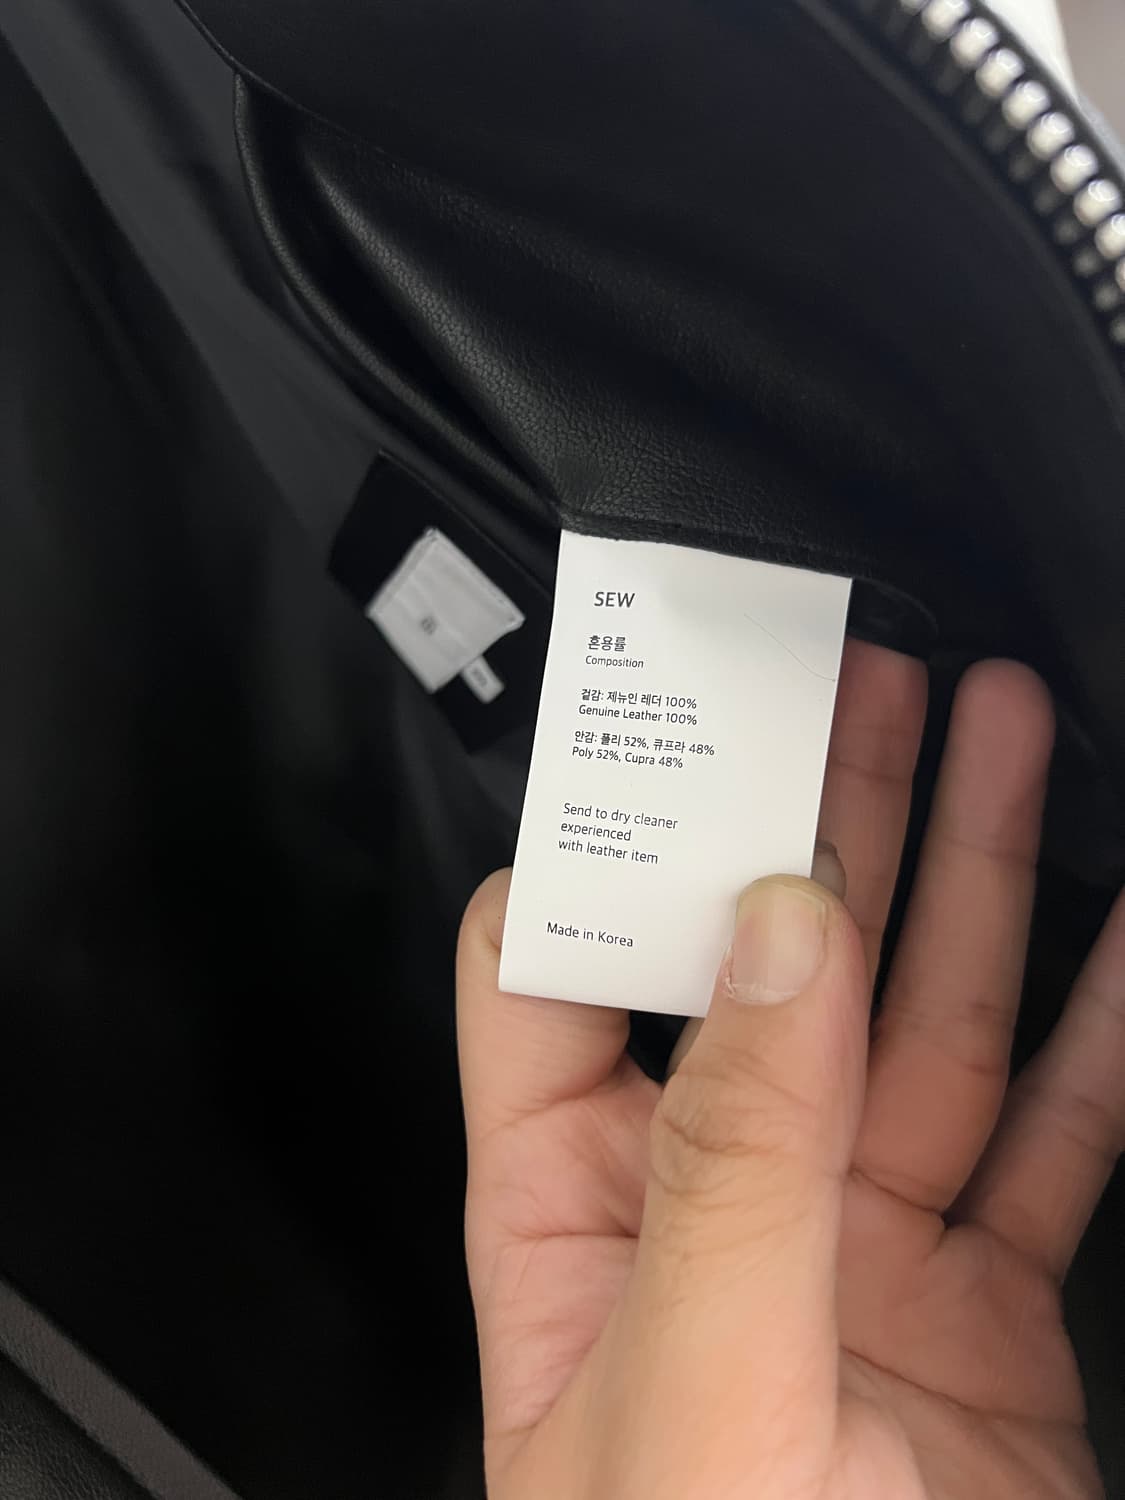 SEW
혼용률
Composition
겉감: 제뉴인 레더 100%
Genuine Leather 100%
안감: 폴리 52%, 큐프라 48%
Poly 52%, Cupra 48%
Send to dry cleaner
experienced
with leather item
Made in Korea